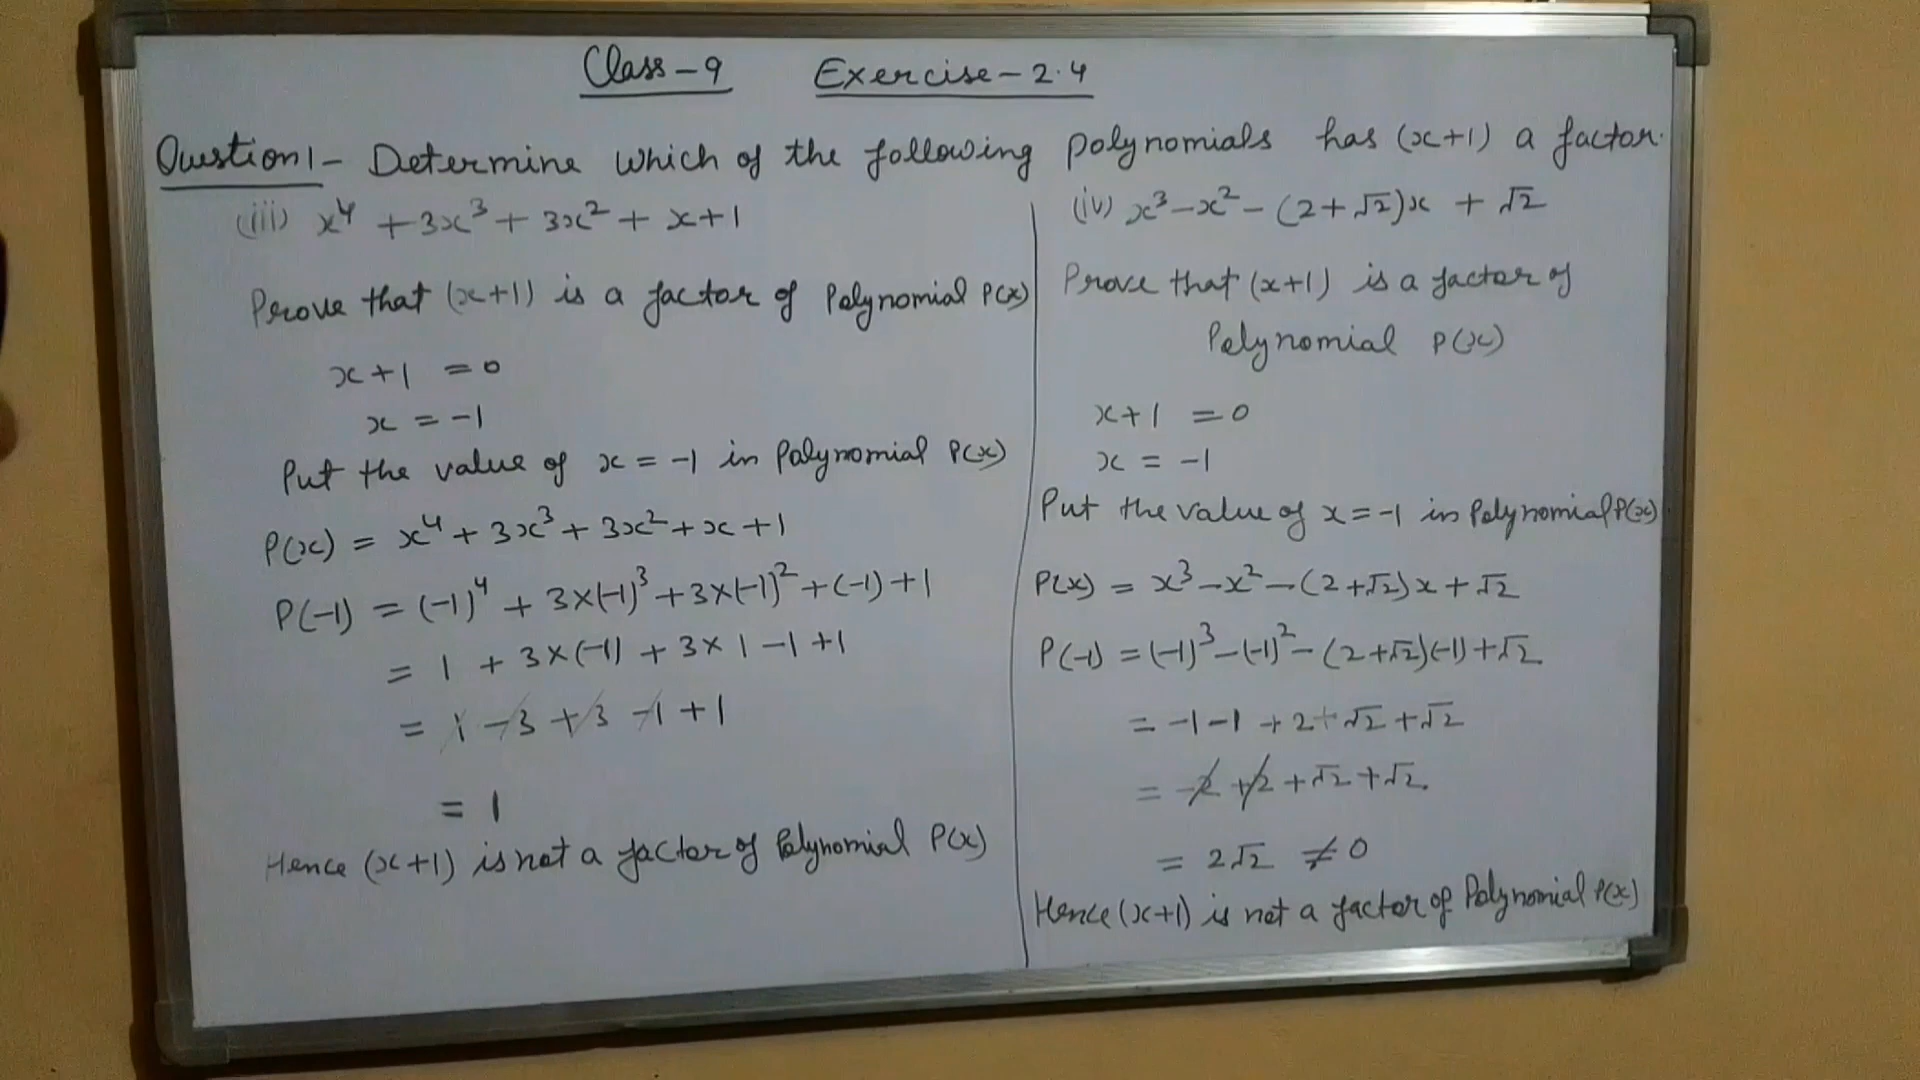 Class-9 Exercise-2.4
Question1- Determine which of the following polynomials has (x+1) a factor.
(iii) x⁴ + 3x³ + 3x² + x + 1
Prove that (x+1) is a factor of Polynomial P(x)
x+1 = 0
x = -1
Put the value of x = -1 in Polynomial P(x)
P(x) = x⁴ + 3x³ + 3x² + x + 1
P(-1) = (-1)⁴ + 3×(-1)³ + 3×(-1)² + (-1) + 1
= 1 + 3×(-1) + 3×1 -1 +1
= 1 - 3 + 3 - 1 + 1
= 1
Hence (x+1) is not a factor of Polynomial P(x)
(iv) x³ - x² - (2+√2)x + √2
Prove that (x+1) is a factor of
Polynomial P(x)
x+1 = 0
x = -1
Put the value of x = -1 in Polynomial P(x)
P(x) = x³ - x² - (2+√2)x + √2
P(-1) = (-1)³ - (-1)² - (2+√2)(-1) + √2
= -1 -1 + 2 + √2 + √2
= -2 + 2 + √2 + √2.
= 2√2 ≠ 0
Hence (x+1) is not a factor of Polynomial P(x)